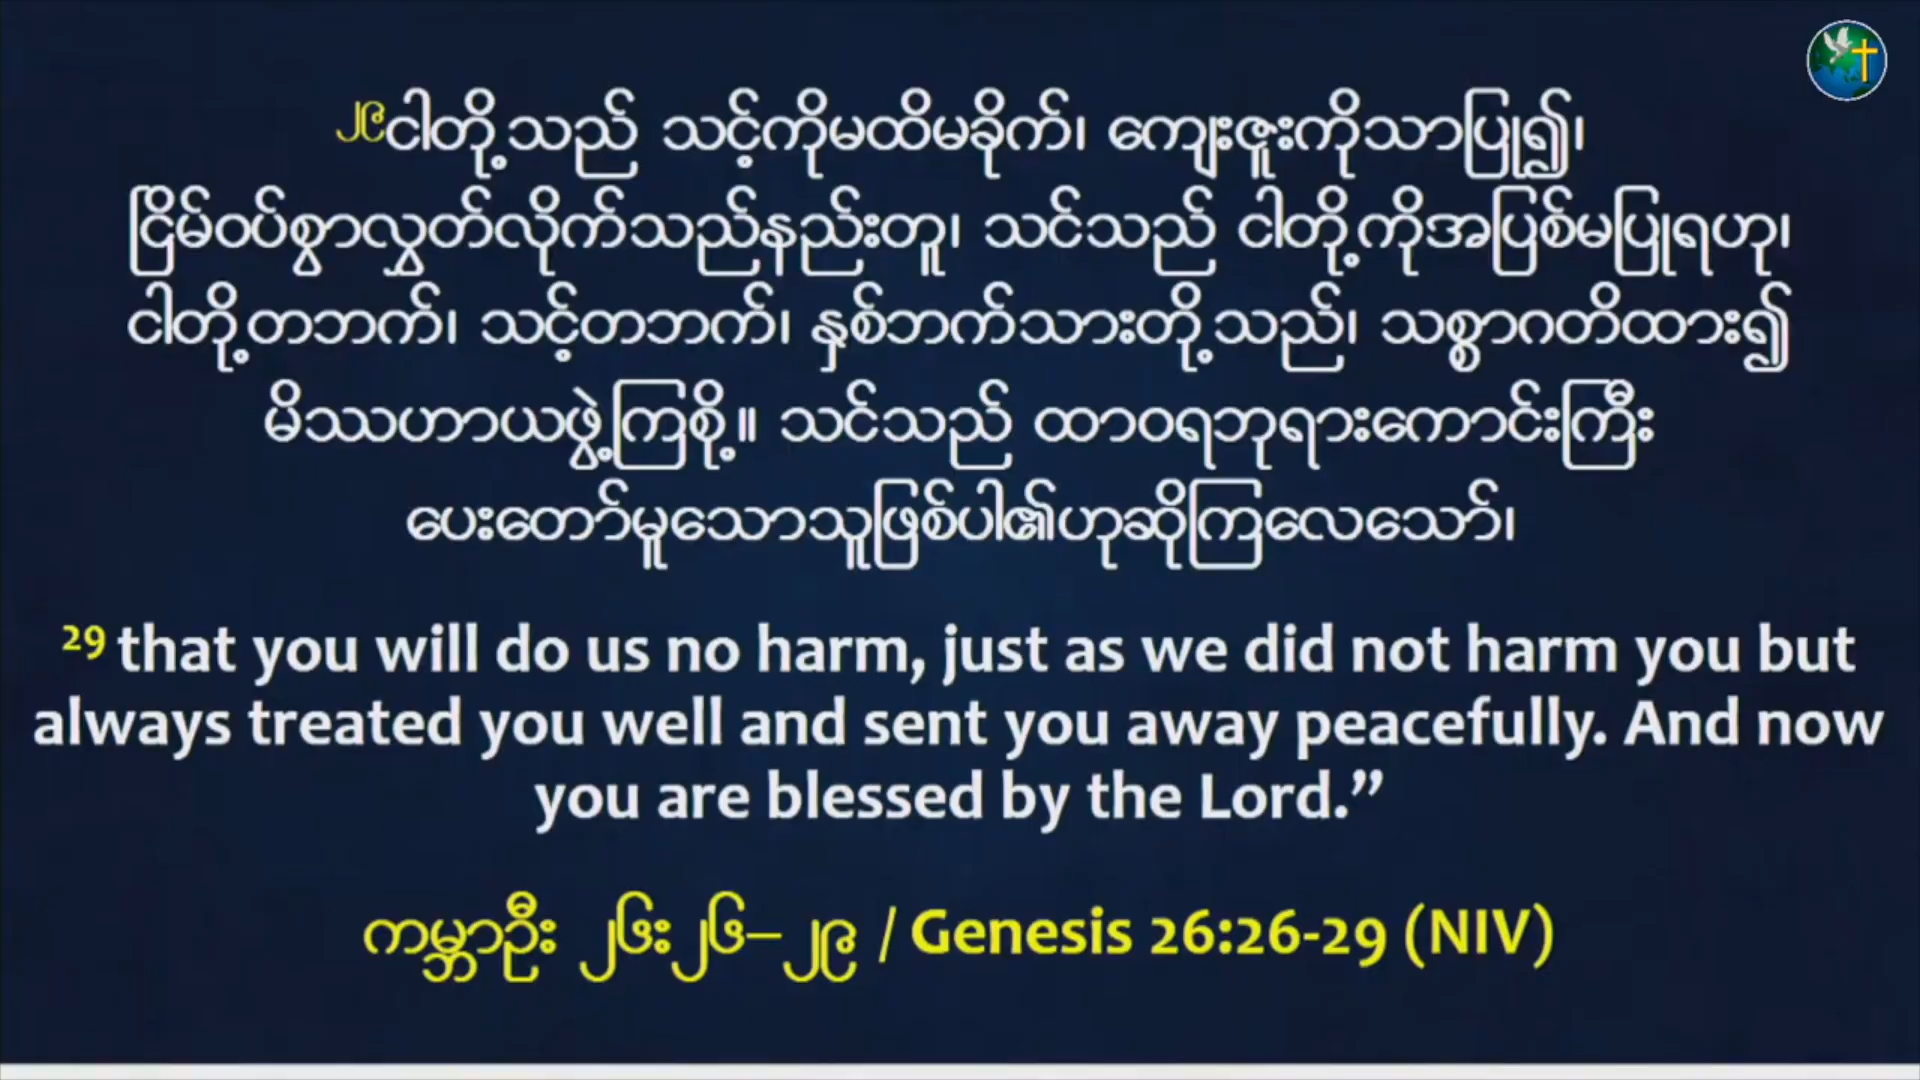 ၂၉ငါတို့သည် သင့်ကိုမထိမခိုက်၊ ကျေးဇူးကိုသာပြု၍၊
ငြိမ်ဝပ်စွာလွှတ်လိုက်သည်နည်းတူ၊ သင်သည် ငါတို့ကိုအပြစ်မပြုရဟု၊
ငါတို့တဘက်၊ သင့်တဘက်၊ နှစ်ဘက်သားတို့သည်၊ သစ္စာဂတိထား၍
မိဿဟာယဖွဲ့ကြစို့။ သင်သည် ထာဝရဘုရားကောင်းကြီး
ပေးတော်မူသောသူဖြစ်ပါ၏ဟုဆိုကြလေသော်၊
29 that you will do us no harm, just as we did not harm you but
always treated you well and sent you away peacefully. And now
you are blessed by the Lord.”
ကမ္ဘာဦး ၂၆း၂၆–၂၉ / Genesis 26:26-29 (NIV)